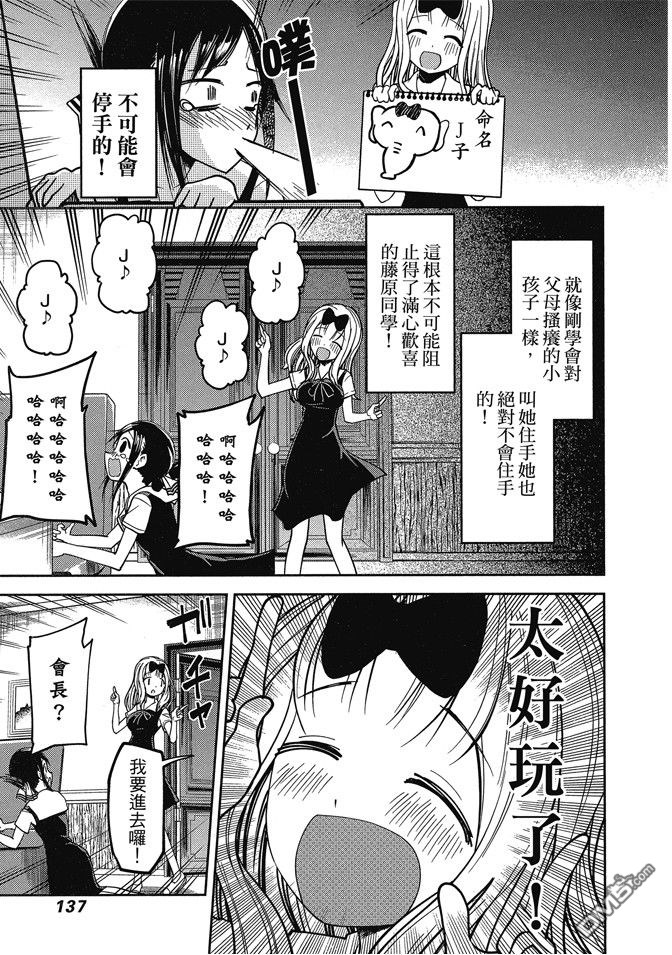 命名
J子
噗
不可能會
停手的！
就像剛學會對
父母搔癢的小
孩子一樣，
叫她住手她也
絕對不會住手
的！
這根本不可能阻
止得了滿心歡喜
的藤原同學！
J♪
J♪
J♪
J♪
啊哈哈哈哈
哈哈哈！
啊哈哈哈哈哈
哈哈哈哈！
太好玩了！
ガチャ
我要進去囉！
會長？
137
DM5.com